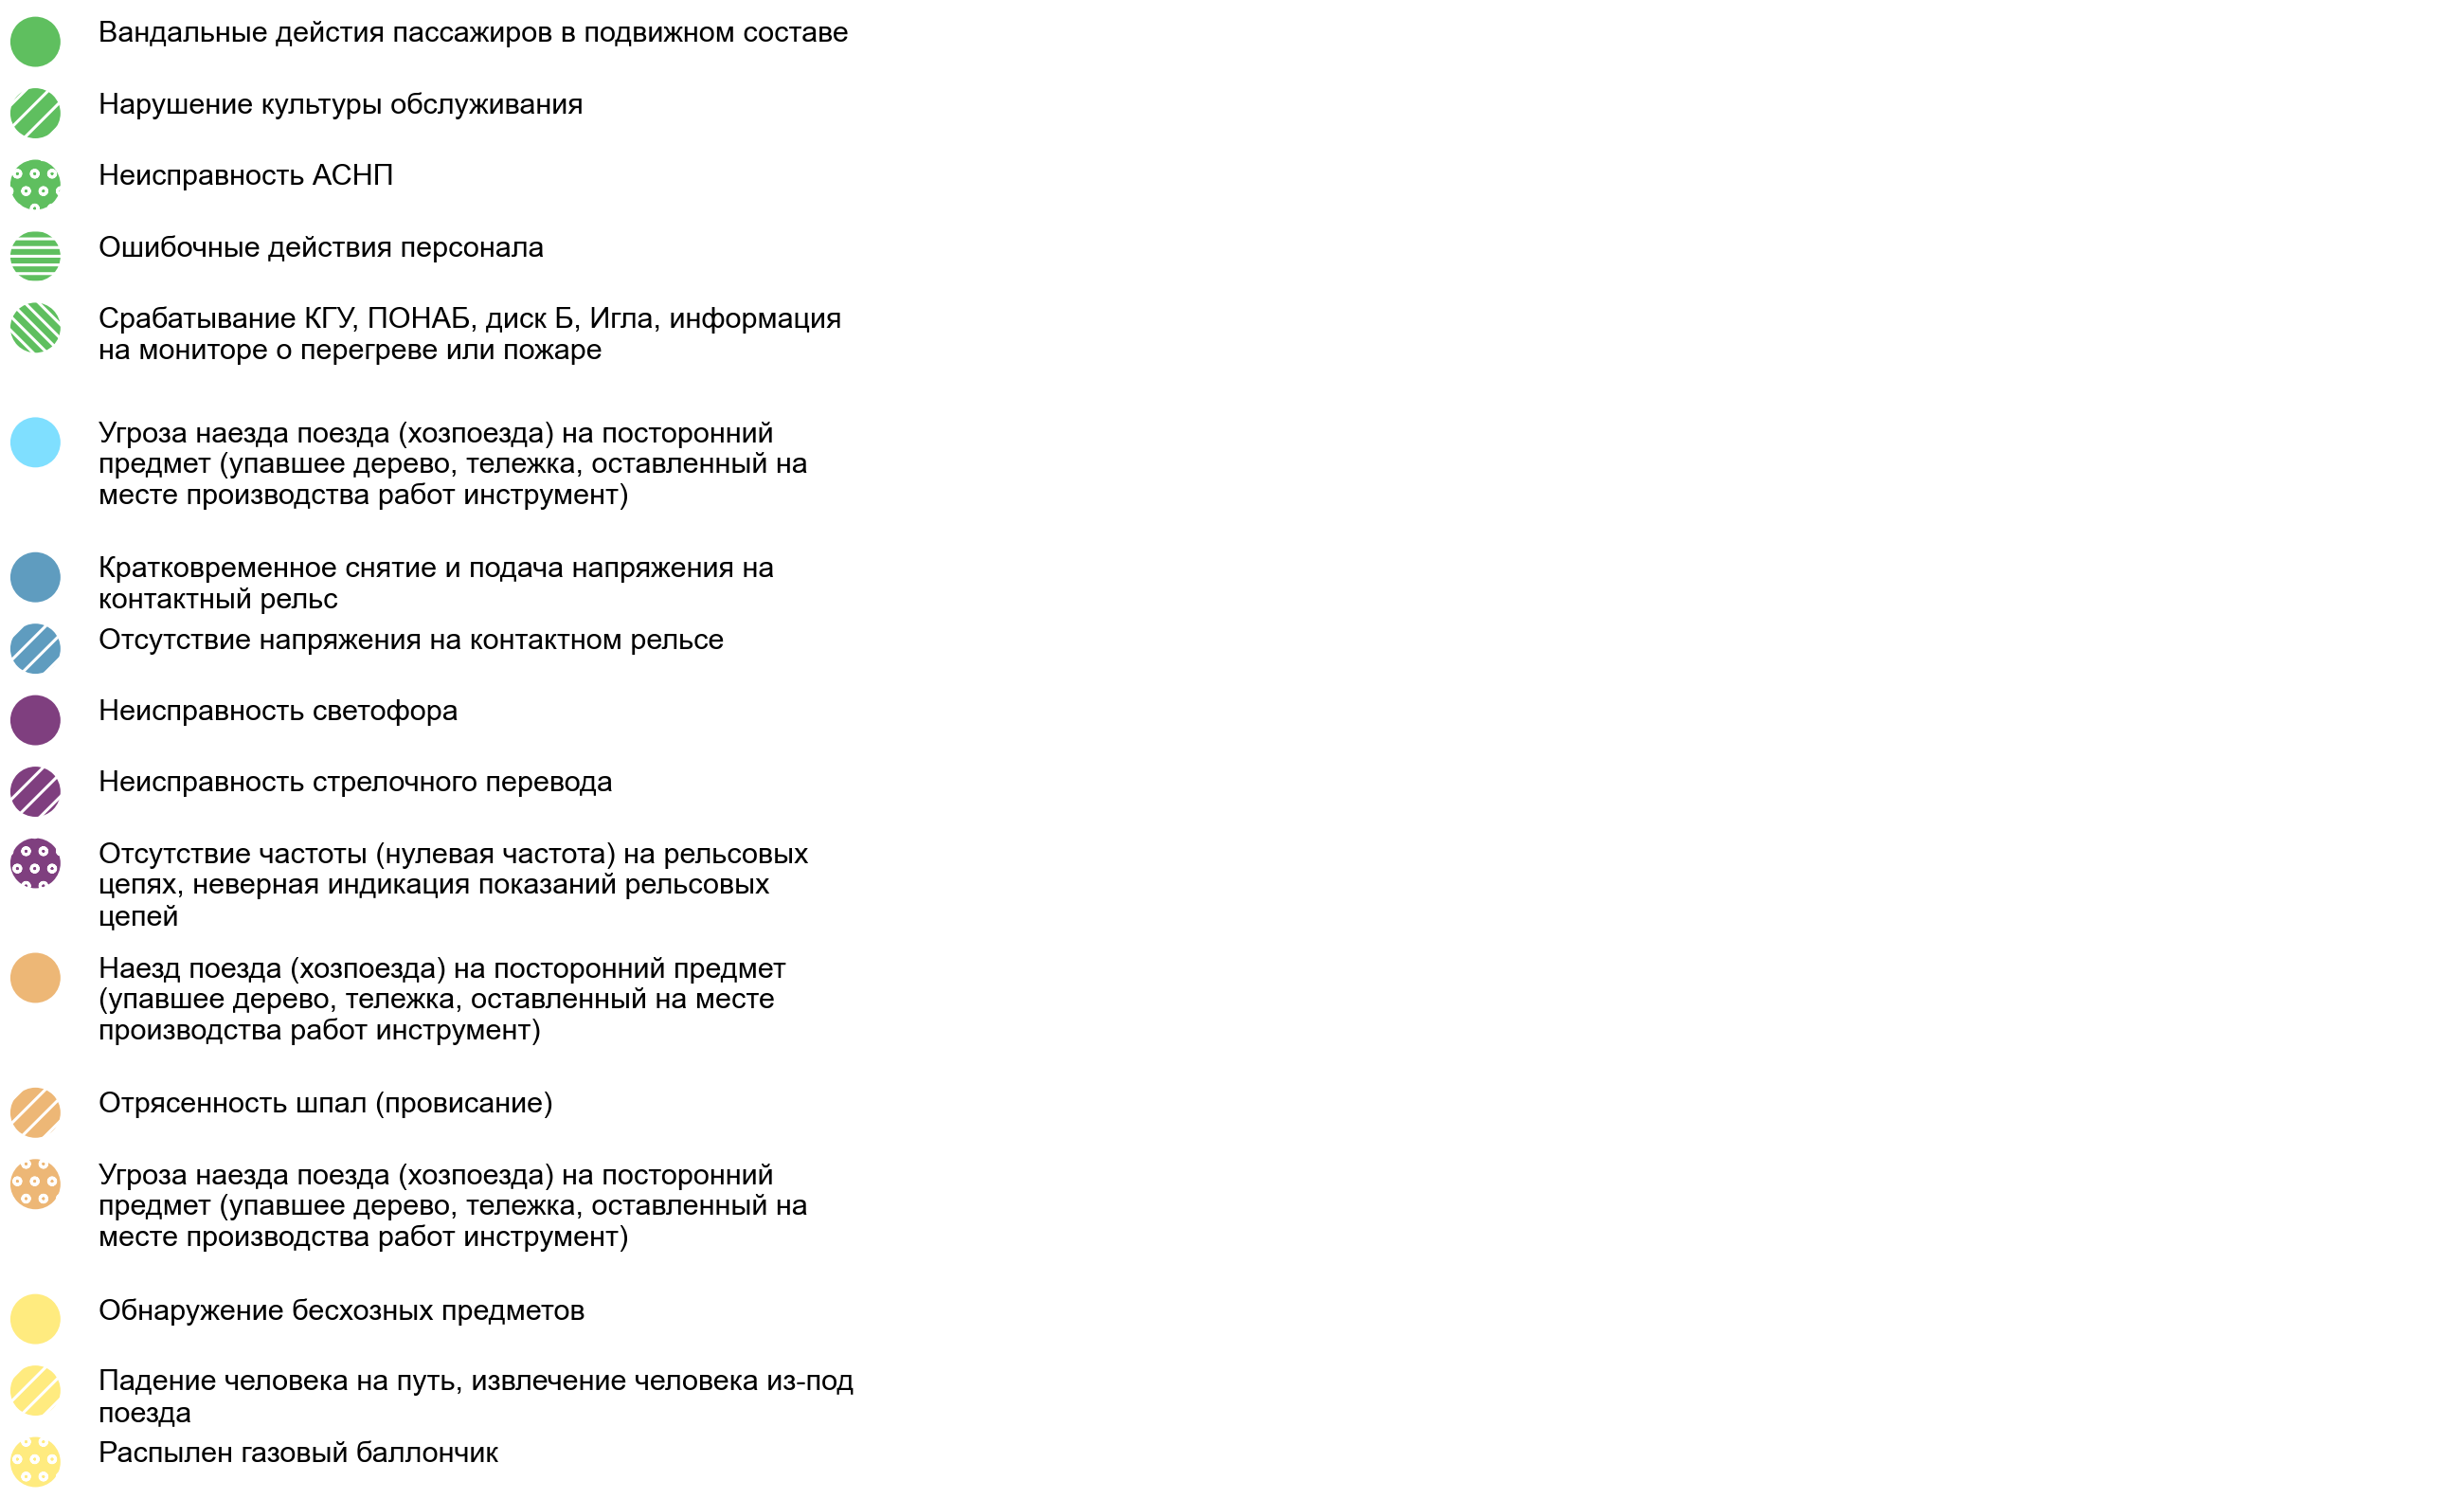 Вандальные дейстия пассажиров в подвижном составе
Нарушение культуры обслуживания
Неисправность АСНП
Ошибочные действия персонала
Срабатывание КГУ, ПОНАБ, диск Б, Игла, информация
на мониторе о перегреве или пожаре
Угроза наезда поезда (хозпоезда) на посторонний
предмет (упавшее дерево, тележка, оставленный на
месте производства работ инструмент)
Кратковременное снятие и подача напряжения на
контактный рельс
Отсутствие напряжения на контактном рельсе
Неисправность светофора
Неисправность стрелочного перевода
Отсутствие частоты (нулевая частота) на рельсовых
цепях, неверная индикация показаний рельсовых
цепей
Наезд поезда (хозпоезда) на посторонний предмет
(упавшее дерево, тележка, оставленный на месте
производства работ инструмент)
Отрясенность шпал (провисание)
Угроза наезда поезда (хозпоезда) на посторонний
предмет (упавшее дерево, тележка, оставленный на
месте производства работ инструмент)
Обнаружение бесхозных предметов
Падение человека на путь, извлечение человека из-под
поезда
Распылен газовый баллончик